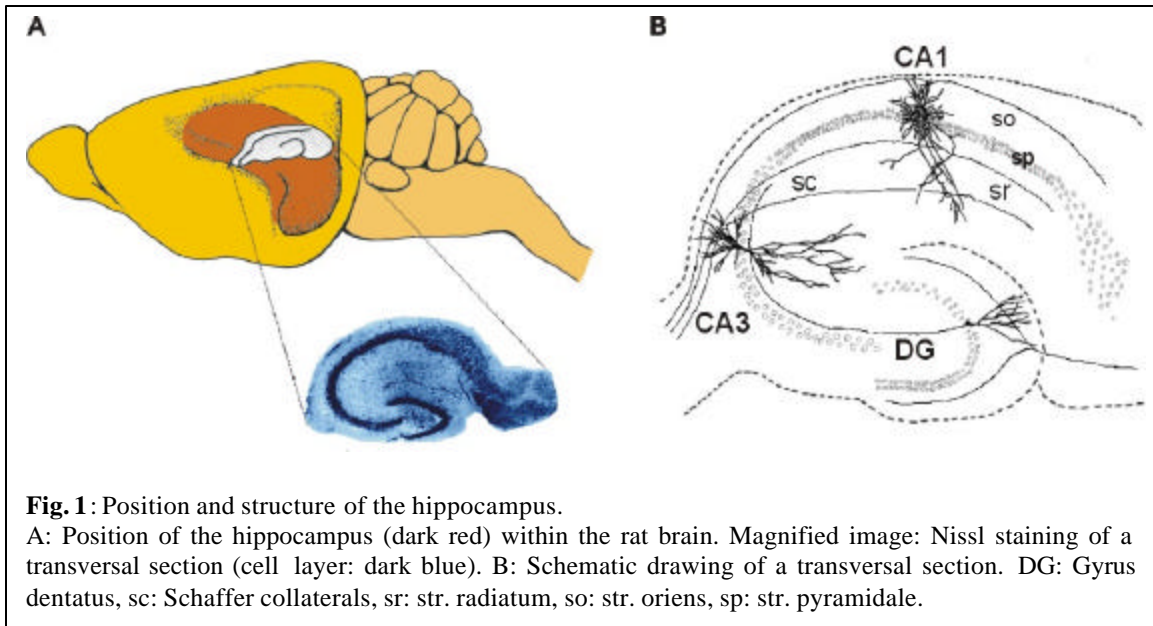 A
B
CA1
so
sp
sc
sr
CA3
DG
Fig. 1: Position and structure of the hippocampus.
A: Position of the hippocampus (dark red) within the rat brain. Magnified image: Nissl staining of a
transversal section (cell layer: dark blue). B: Schematic drawing of a transversal section. DG: Gyrus
dentatus, sc: Schaffer collaterals, sr: str. radiatum, so: str. oriens, sp: str. pyramidale.